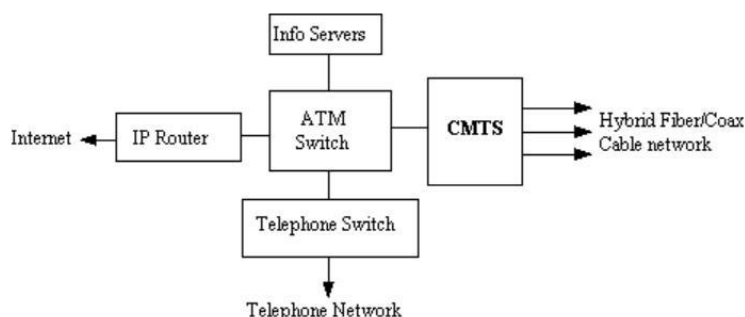 Info Servers
Internet
IP Router
ATM
Switch
CMTS
Hybrid Fiber/Coax
Cable network
Telephone Switch
Telephone Network